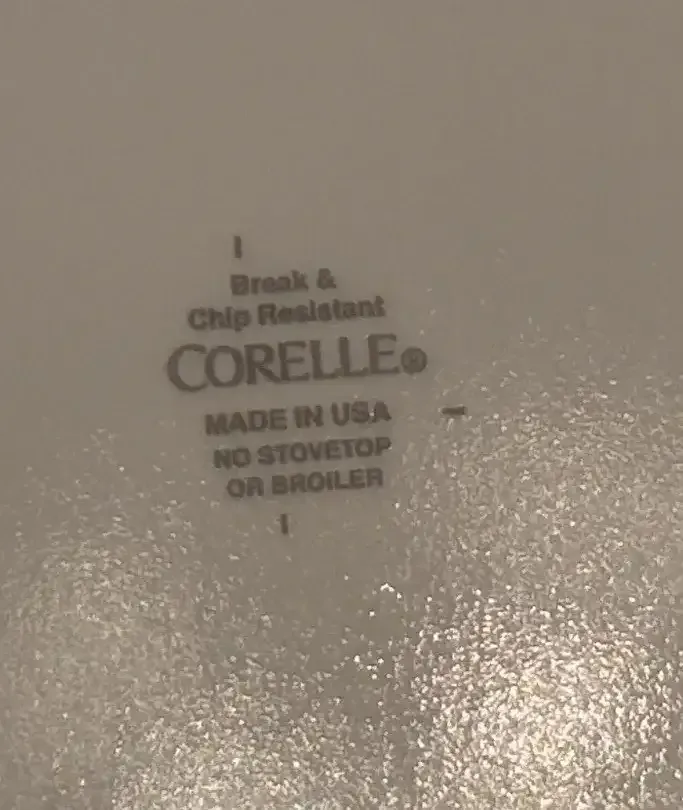 Break &
Chip Resistant
CORELLE®
MADE IN USA
NO STOVETOP
OR BROILER